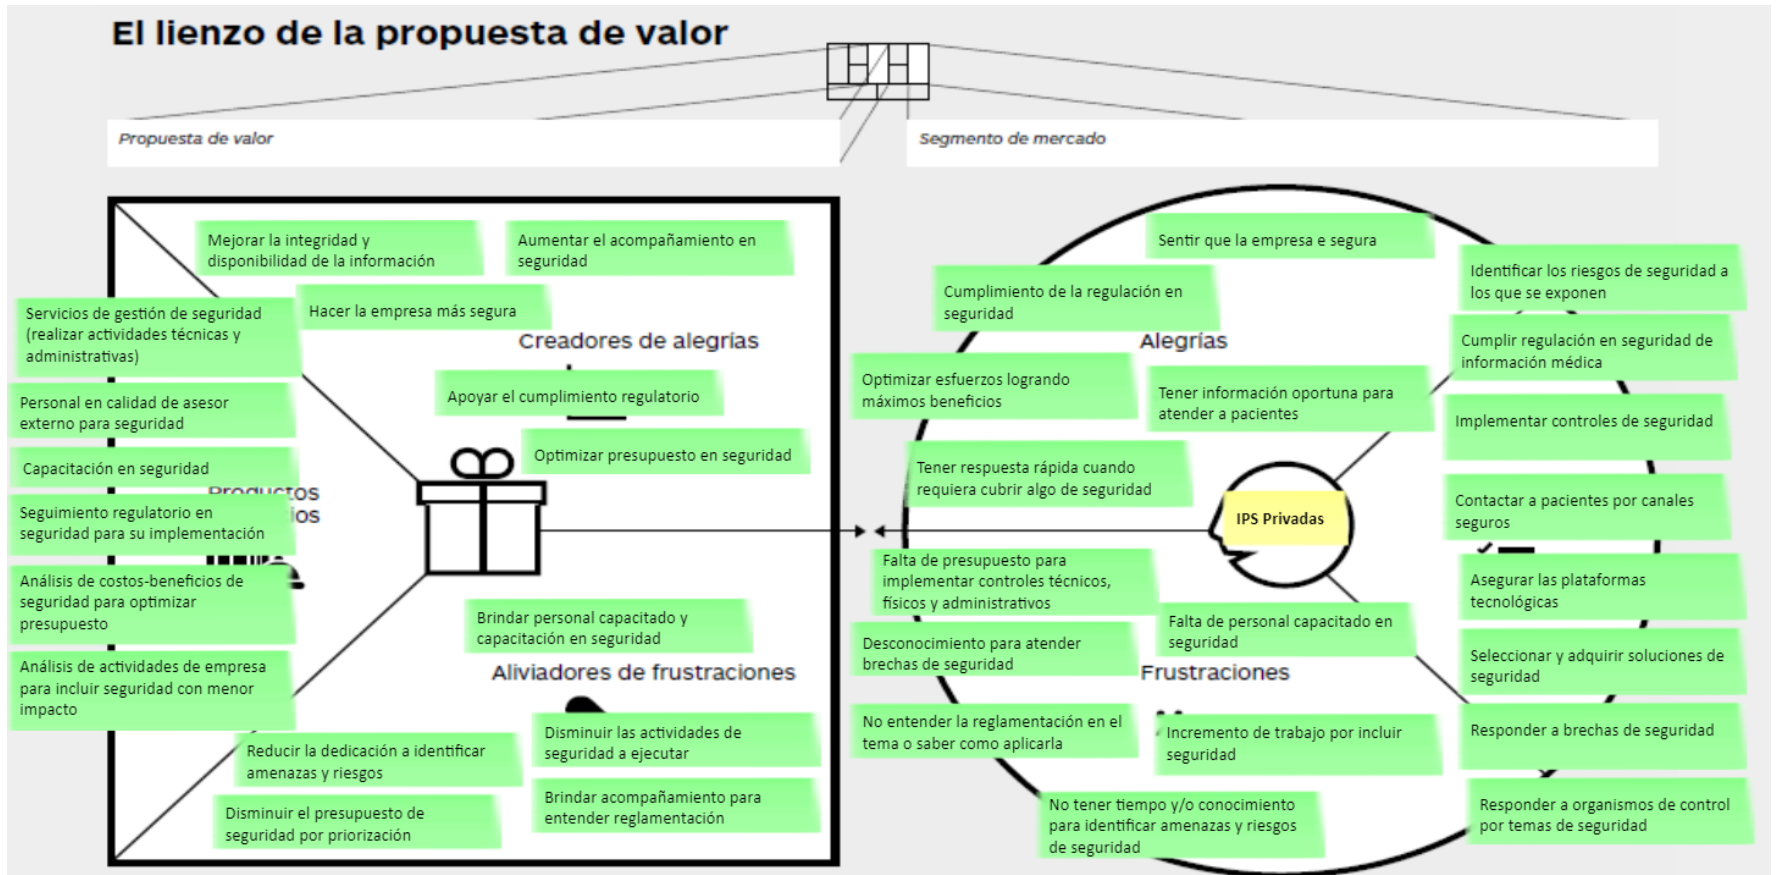 El lienzo de la propuesta de valor
Propuesta de valor
Segmento de mercado
Mejorar la integridad y
disponibilidad de la información
Aumentar el acompañamiento en
seguridad
Servicios de gestión de seguridad
(realizar actividades técnicas y
administrativas)
Hacer la empresa más segura
Creadores de alegrías
Personal en calidad de asesor
externo para seguridad
Apoyar el cumplimiento regulatorio
Capacitación en seguridad
Optimizar presupuesto en seguridad
Productos
ios
Seguimiento regulatorio en
seguridad para su implementación
Análisis de costos-beneficios de
seguridad para optimizar
presupuesto
Análisis de actividades de empresa
para incluir seguridad con menor
impacto
Brindar personal capacitado y
capacitación en seguridad
Aliviadores de frustraciones
Reducir la dedicación a identificar
amenazas y riesgos
Disminuir las actividades de
seguridad a ejecutar
Disminuir el presupuesto de
seguridad por priorización
Brindar acompañamiento para
entender reglamentación
Sentir que la empresa e segura
Cumplimiento de la regulación en
seguridad
Alegrías
Optimizar esfuerzos logrando
máximos beneficios
Tener información oportuna para
atender a pacientes
Tener respuesta rápida cuando
requiera cubrir algo de seguridad
IPS Privadas
Identificar los riesgos de seguridad a
los que se exponen
Cumplir regulación en seguridad de
información médica
Implementar controles de seguridad
Contactar a pacientes por canales
seguros
Asegurar las plataformas
tecnológicas
Seleccionar y adquirir soluciones de
seguridad
Responder a brechas de seguridad
Responder a organismos de control
por temas de seguridad
Falta de presupuesto para
implementar controles técnicos,
físicos y administrativos
Falta de personal capacitado en
seguridad
Desconocimiento para atender
brechas de seguridad
Frustraciones
No entender la reglamentación en el
tema o saber como aplicarla
Incremento de trabajo por incluir
seguridad
No tener tiempo y/o conocimiento
para identificar amenazas y riesgos
de seguridad